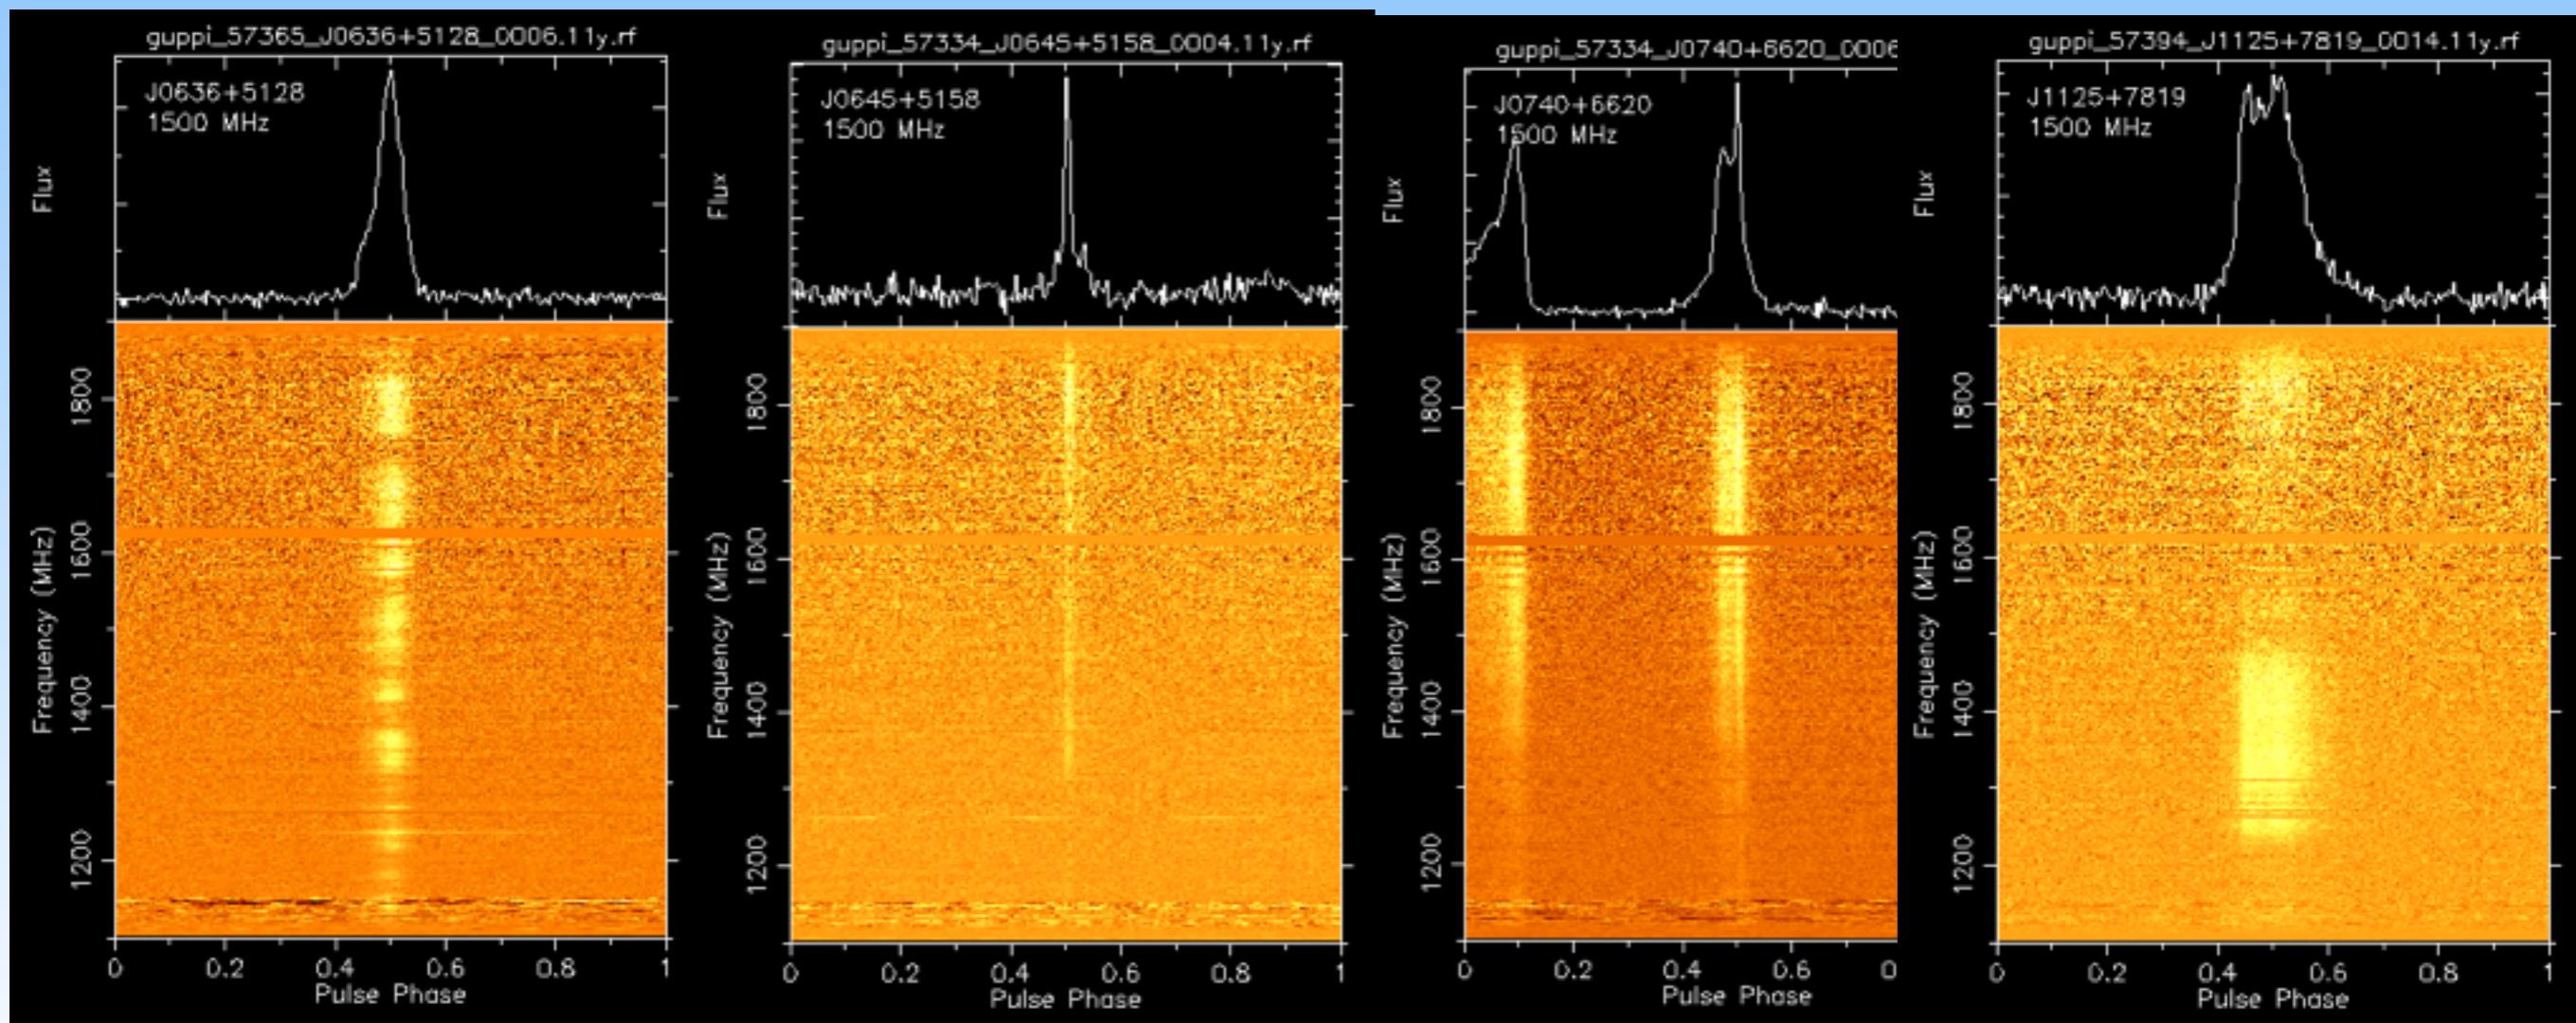 guppi_57365_J0636+5128_0006.11y.rf
J0636+5128
1500 MHz
Flux
Frequency (MHz)
1800
1600
1400
1200
0 0.2 0.4 0.6 0.8 1
Pulse Phase
guppi_57334_J0645+5158_0004.11y.rf
J0645+5158
1500 MHz
Flux
Frequency (MHz)
1800
1600
1400
1200
0 0.2 0.4 0.6 0.8 1
Pulse Phase
guppi_57334_J0740+6620_0006
J0740+6620
1500 MHz
Flux
Frequency (MHz)
1800
1600
1400
1200
0 0.2 0.4 0.6 0
Pulse Phase
guppi_57394_J1125+7819_0014.11y.rf
J1125+7819
1500 MHz
Flux
Frequency (MHz)
1800
1600
1400
1200
0 0.2 0.4 0.6 0.8 1
Pulse Phase